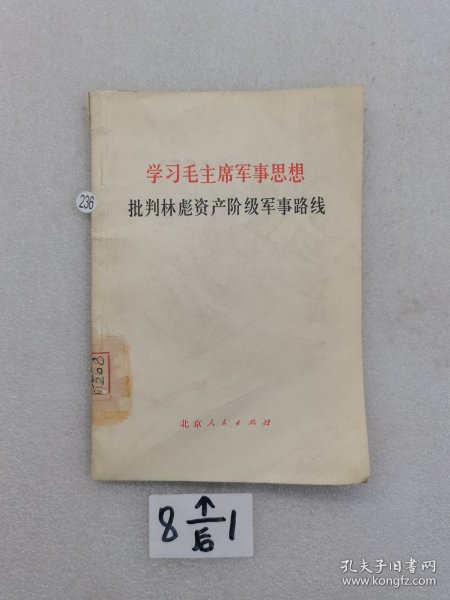 学习毛主席军事思想
批判林彪资产阶级军事路线
236
北京人民出版社
8 ↑ 1
后
孔夫子旧书网
www.kongfz.com